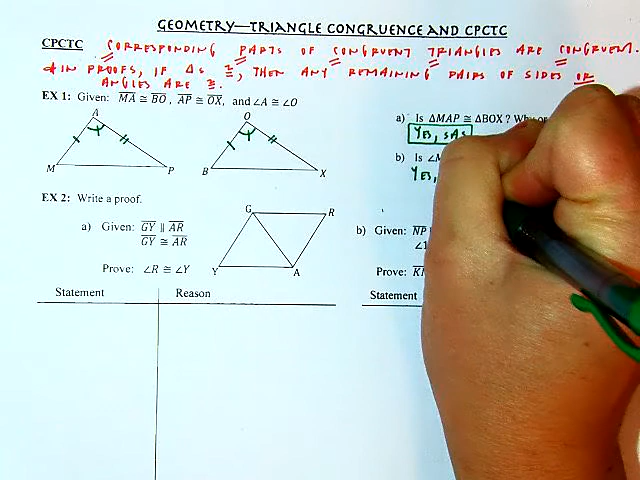 GEOMETRY—TRIANGLE CONGRUENCE AND CPCTC
CPCTC CORRESPONDING PARTS OF CONGRUENT TRIANGLES ARE CONGRUENT.
*IN PROOFS, IF Δs ≅, THEN ANY REMAINING PAIRS OF SIDES OR
ANGLES ARE ≅.
EX 1: Given: MA ≅ BO, AP ≅ OX, and ∠A ≅ ∠O
a) Is ΔMAP ≅ ΔBOX? Why or
YES, SAS
b) Is ∠M
YES,
A
M
P
O
B
X
EX 2: Write a proof.
a) Given: GY ∥ AR
GY ≅ AR
Prove: ∠R ≅ ∠Y
G
R
Y
A
b) Given: NP
∠1
Prove:
Statement Reason
Statement